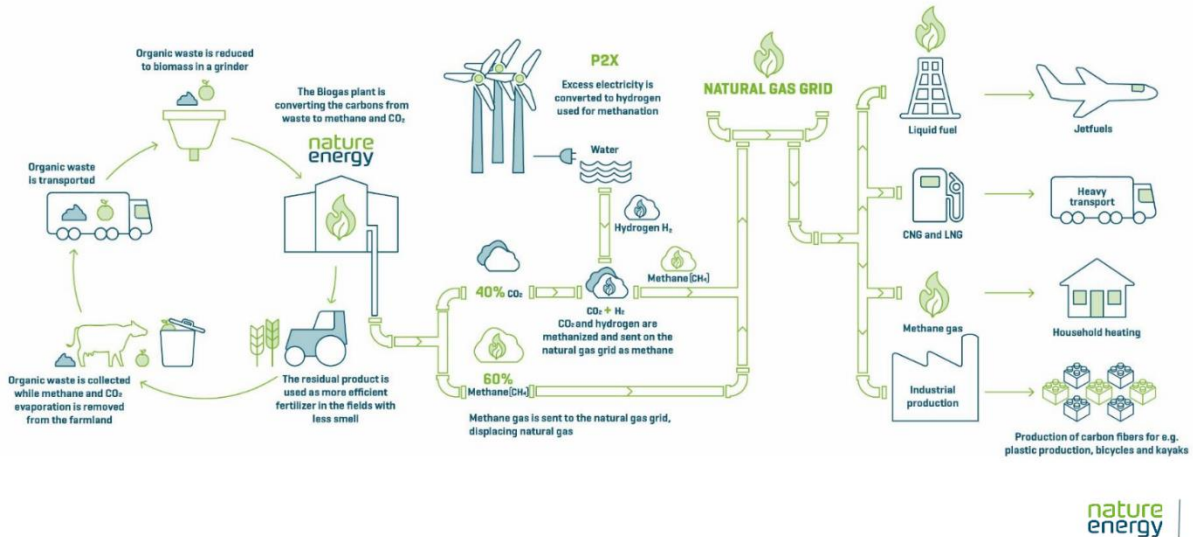 Organic waste is reduced
to biomass in a grinder
The Biogas plant is
converting the carbons from
waste to methane and CO₂
nature
energy
Organic waste
is transported
Organic waste is collected
while methane and CO₂
evaporation is removed
from the farmland
The residual product is
used as more efficient
fertilizer in the fields with
less smell
P2X
Excess electricity is
converted to hydrogen
used for methanation
Water
Hydrogen H₂
40% CO₂
CO₂ + H₂
CO₂ and hydrogen are
methanized and sent on the
natural gas grid as methane
Methane(CH₄)
60%
Methane(CH₄)
Methane gas is sent to the natural gas grid,
displacing natural gas
NATURAL GAS GRID
Liquid fuel
Jetfuels
CNG and LNG
Heavy
transport
Methane gas
Household heating
Industrial
production
Production of carbon fibers for e.g.
plastic production, bicycles and kayaks
nature
energy